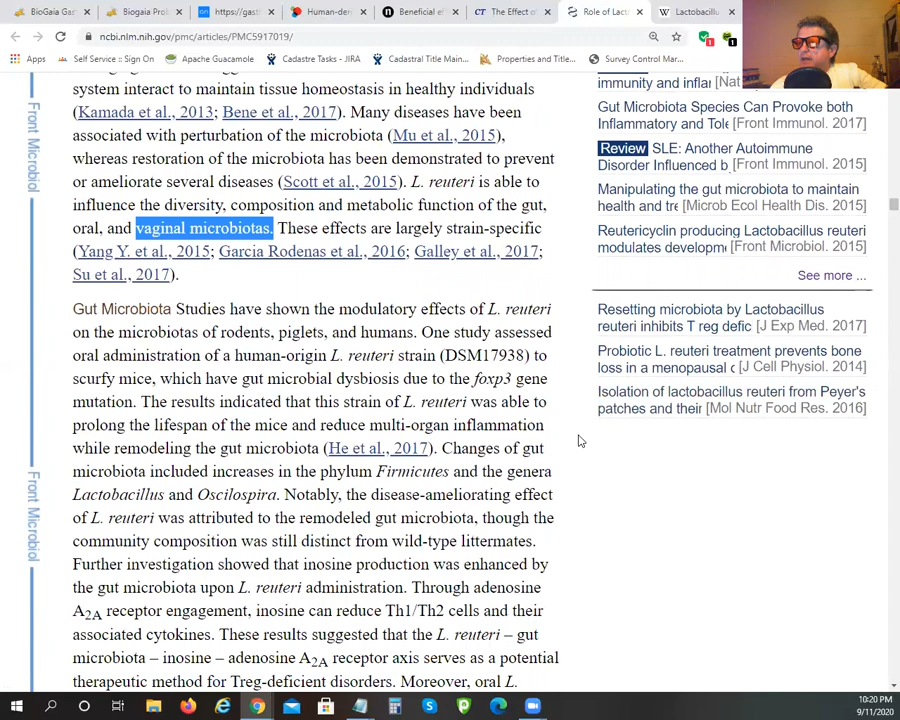 BioGaia Gast
Biogaia Prob
https://gastr
Human-deri
Beneficial ef
The Effect o
Role of Lact
Lactobacillu
ncbi.nlm.nih.gov/pmc/articles/PMC5917019/
Apps
Self Service :: Sign On
Apache Guacamole
Cadastre Tasks - JIRA
Cadastral Title Main...
Properties and Title...
Survey Control Mar...
system interact to maintain tissue homeostasis in healthy individuals
(Kamada et al., 2013; Bene et al., 2017). Many diseases have been
associated with perturbation of the microbiota (Mu et al., 2015),
whereas restoration of the microbiota has been demonstrated to prevent
or ameliorate several diseases (Scott et al., 2015). L. reuteri is able to
influence the diversity, composition and metabolic function of the gut,
oral, and vaginal microbiotas. These effects are largely strain-specific
(Yang Y. et al., 2015; Garcia Rodenas et al., 2016; Galley et al., 2017;
Su et al., 2017).
Gut Microbiota Studies have shown the modulatory effects of L. reuteri
on the microbiotas of rodents, piglets, and humans. One study assessed
oral administration of a human-origin L. reuteri strain (DSM17938) to
scurfy mice, which have gut microbial dysbiosis due to the foxp3 gene
mutation. The results indicated that this strain of L. reuteri was able to
prolong the lifespan of the mice and reduce multi-organ inflammation
while remodeling the gut microbiota (He et al., 2017). Changes of gut
microbiota included increases in the phylum Firmicutes and the genera
Lactobacillus and Oscilospira. Notably, the disease-ameliorating effect
of L. reuteri was attributed to the remodeled gut microbiota, though the
community composition was still distinct from wild-type littermates.
Further investigation showed that inosine production was enhanced by
the gut microbiota upon L. reuteri administration. Through adenosine
A2A receptor engagement, inosine can reduce Th1/Th2 cells and their
associated cytokines. These results suggested that the L. reuteri – gut
microbiota – inosine – adenosine A2A receptor axis serves as a potential
therapeutic method for Treg-deficient disorders. Moreover, oral L.
Front Microbiol
Front Microbiol
immunity and inflar [Nat
Gut Microbiota Species Can Provoke both
Inflammatory and Tole [Front Immunol. 2017]
Review SLE: Another Autoimmune
Disorder Influenced b [Front Immunol. 2015]
Manipulating the gut microbiota to maintain
health and tre [Microb Ecol Health Dis. 2015]
Reutericyclin producing Lactobacillus reuteri
modulates developm [Front Microbiol. 2015]
See more ...
Resetting microbiota by Lactobacillus
reuteri inhibits T reg defic [J Exp Med. 2017]
Probiotic L. reuteri treatment prevents bone
loss in a menopausal c [J Cell Physiol. 2014]
Isolation of lactobacillus reuteri from Peyer's
patches and their [Mol Nutr Food Res. 2016]
10:20 PM
9/11/2020